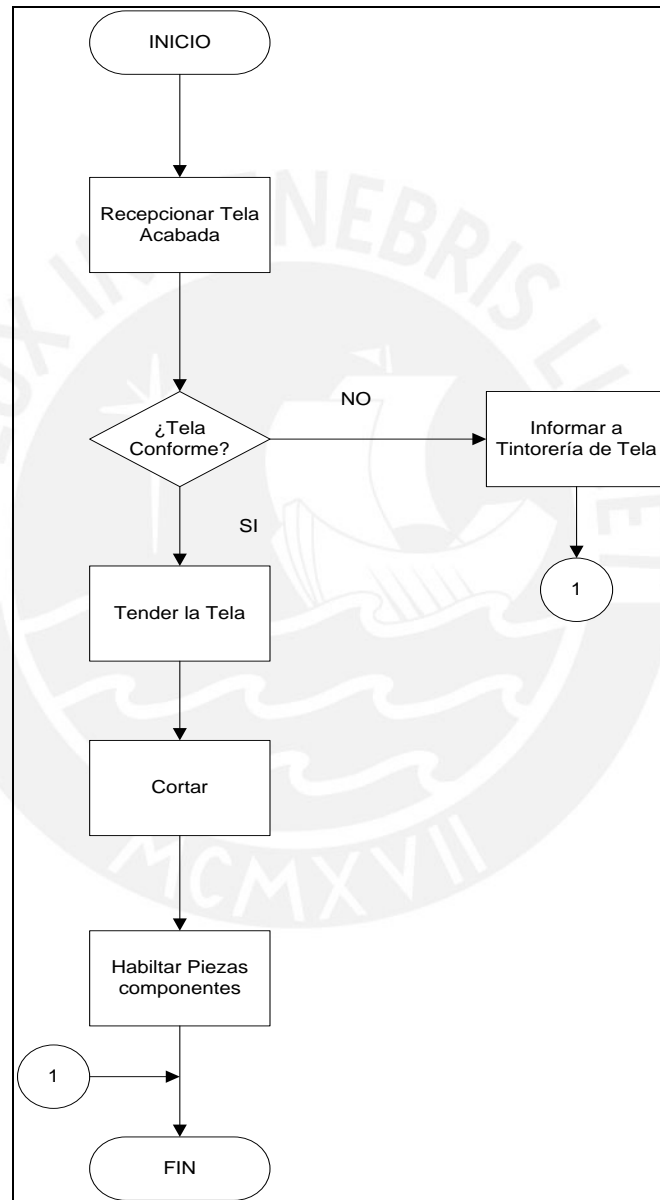 INICIO
Recepcionar Tela
Acabada
¿Tela
Conforme?
NO
Informar a
Tintorería de Tela
SI
1
Tender la Tela
Cortar
Habiltar Piezas
componentes
1
FIN
MCMXVII